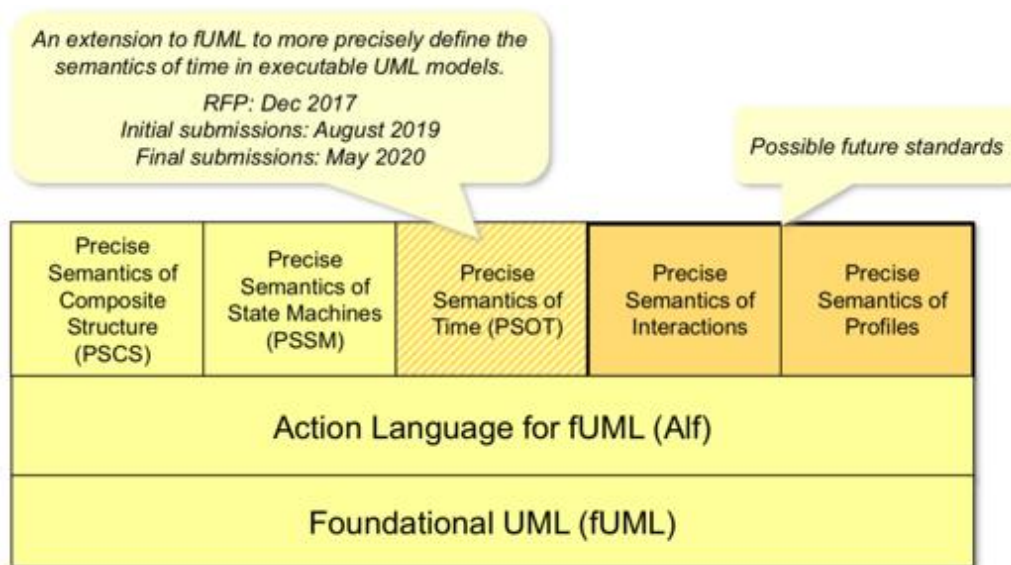 An extension to fUML to more precisely define the
semantics of time in executable UML models.
RFP: Dec 2017
Initial submissions: August 2019
Final submissions: May 2020
Possible future standards
Precise
Semantics of
Composite
Structure
(PSCS)
Precise
Semantics of
State Machines
(PSSM)
Precise
Semantics of
Time (PSOT)
Precise
Semantics of
Interactions
Precise
Semantics of
Profiles
Action Language for fUML (Alf)
Foundational UML (fUML)